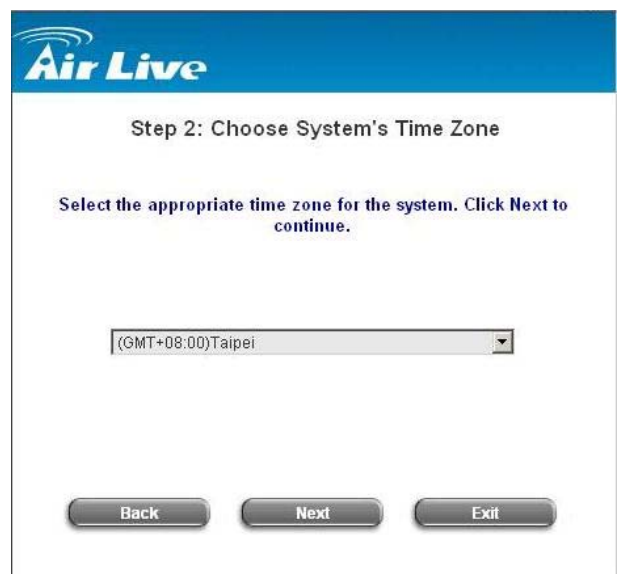 Air Live
Step 2: Choose System's Time Zone
Select the appropriate time zone for the system. Click Next to
continue.
(GMT+08:00)Taipei
Back
Next
Exit